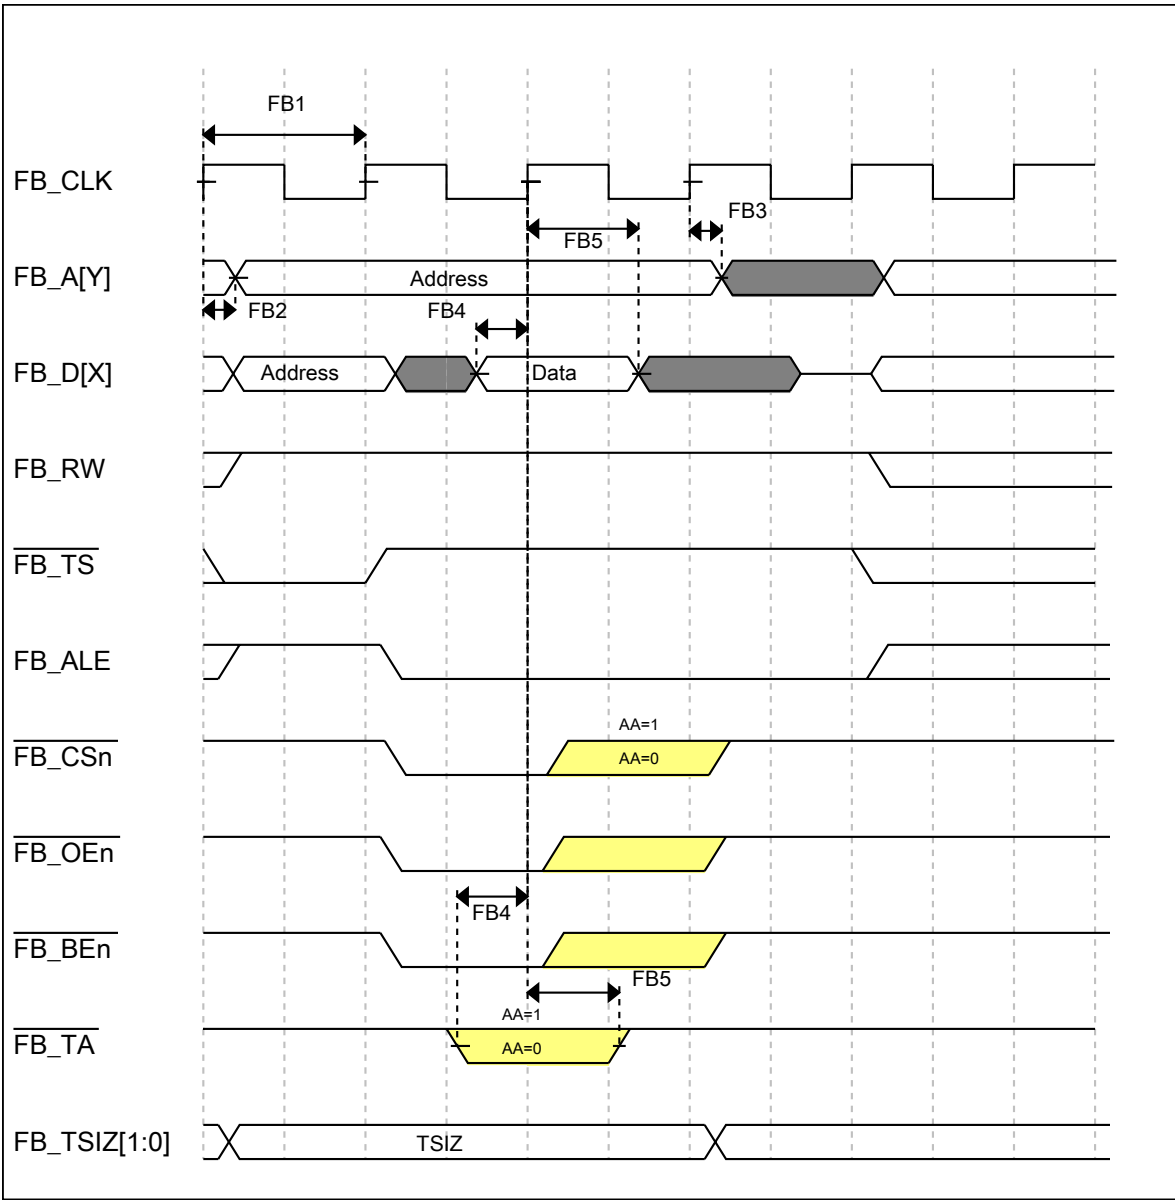 FB1
FB_CLK
FB3
FB5
FB_A[Y]
Address
FB2
FB4
FB_D[X]
Address
Data
FB_RW
FB_TS
FB_ALE
AA=1
FB_CSn
AA=0
FB_OEn
FB4
FB_BEn
FB5
AA=1
FB_TA
AA=0
FB_TSIZ[1:0]
TSIZ